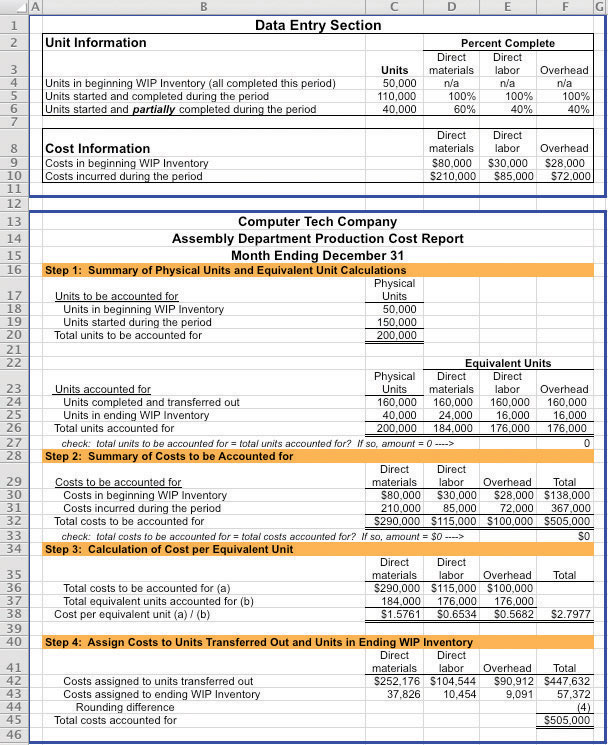 A B C D E F G
1 Data Entry Section
2 Unit Information Percent Complete
Direct Direct
3 Units materials labor Overhead
4 Units in beginning WIP Inventory (all completed this period) 50,000 n/a n/a n/a
5 Units started and completed during the period 110,000 100% 100% 100%
6 Units started and partially completed during the period 40,000 60% 40% 40%
7
Direct Direct
8 Cost Information materials labor Overhead
9 Costs in beginning WIP Inventory $80,000 $30,000 $28,000
10 Costs incurred during the period $210,000 $85,000 $72,000
11
12
13 Computer Tech Company
14 Assembly Department Production Cost Report
15 Month Ending December 31
16 Step 1: Summary of Physical Units and Equivalent Unit Calculations
Physical
17 Units to be accounted for Units
18 Units in beginning WIP Inventory 50,000
19 Units started during the period 150,000
20 Total units to be accounted for 200,000
21
22 Equivalent Units
Physical Direct Direct
23 Units accounted for Units materials labor Overhead
24 Units completed and transferred out 160,000 160,000 160,000 160,000
25 Units in ending WIP Inventory 40,000 24,000 16,000 16,000
26 Total units accounted for 200,000 184,000 176,000 176,000
27 check: total units to be accounted for = total units accounted for? If so, amount = 0 ----> 0
28 Step 2: Summary of Costs to be Accounted for
Direct Direct
29 Costs to be accounted for materials labor Overhead Total
30 Costs in beginning WIP Inventory $80,000 $30,000 $28,000 $138,000
31 Costs incurred during the period 210,000 85,000 72,000 367,000
32 Total costs to be accounted for $290,000 $115,000 $100,000 $505,000
33 check: total costs to be accounted for = total costs accounted for? If so, amount = $0 ----> $0
34 Step 3: Calculation of Cost per Equivalent Unit
Direct Direct
35 materials labor Overhead Total
36 Total costs to be accounted for (a) $290,000 $115,000 $100,000
37 Total equivalent units accounted for (b) 184,000 176,000 176,000
38 Cost per equivalent unit (a) / (b) $1.5761 $0.6534 $0.5682 $2.7977
39
40 Step 4: Assign Costs to Units Transferred Out and Units in Ending WIP Inventory
Direct Direct
41 materials labor Overhead Total
42 Costs assigned to units transferred out $252,176 $104,544 $90,912 $447,632
43 Costs assigned to ending WIP Inventory 37,826 10,454 9,091 57,372
44 Rounding difference (4)
45 Total costs accounted for $505,000
46